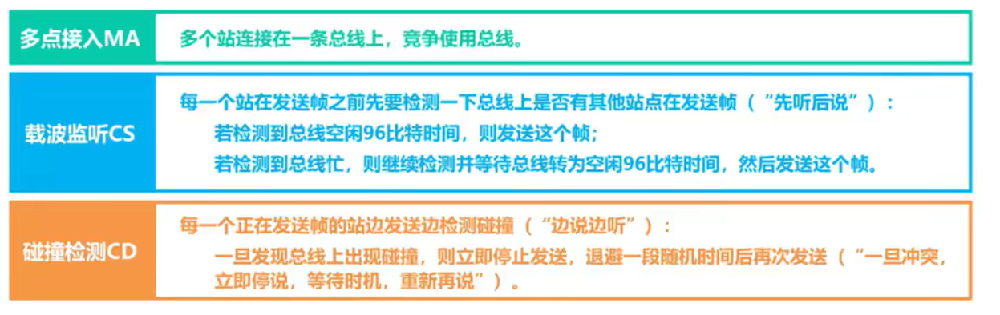 多点接入MA
多个站连接在一条总线上，竞争使用总线。
载波监听CS
每一个站在发送帧之前先要检测一下总线上是否有其他站点在发送帧（“先听后说”）：
若检测到总线空闲96比特时间，则发送这个帧；
若检测到总线忙，则继续检测并等待总线转为空闲96比特时间，然后发送这个帧。
碰撞检测CD
每一个正在发送帧的站边发送边检测碰撞（“边说边听”）：
一旦发现总线上出现碰撞，则立即停止发送，退避一段随机时间后再次发送（“一旦冲突，
立即停说，等待时机，重新再说”）。